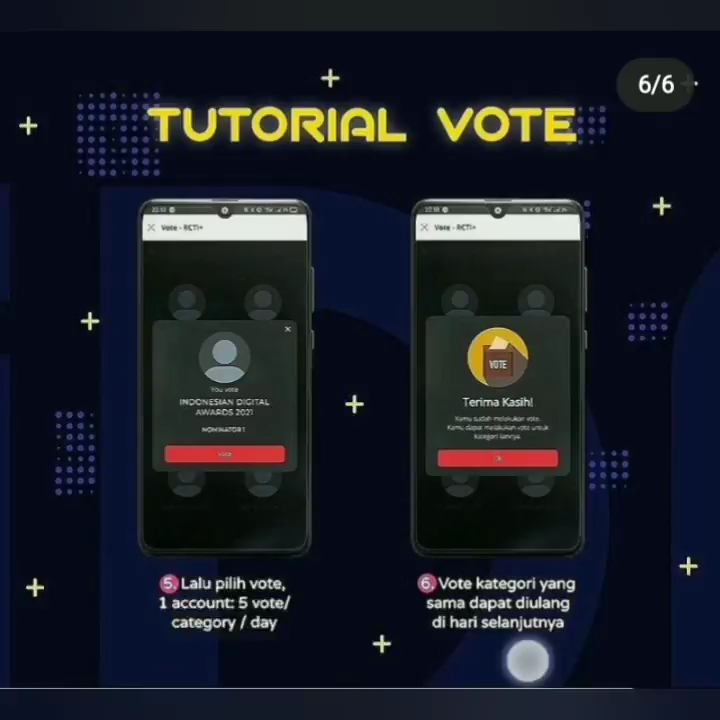 6/6
TUTORIAL VOTE
Vote - RCTI+
You vote
INDONESIAN DIGITAL
AWARDS 2021
NOMINATOR 1
Vote
Vote - RCTI+
VOTE
Terima Kasih!
Kamu sudah melakukan vote.
Kamu dapat melakukan vote untuk
kategori lainnya.
Ok
5. Lalu pilih vote,
1 account: 5 vote/
category / day
6. Vote kategori yang
sama dapat diulang
di hari selanjutnya